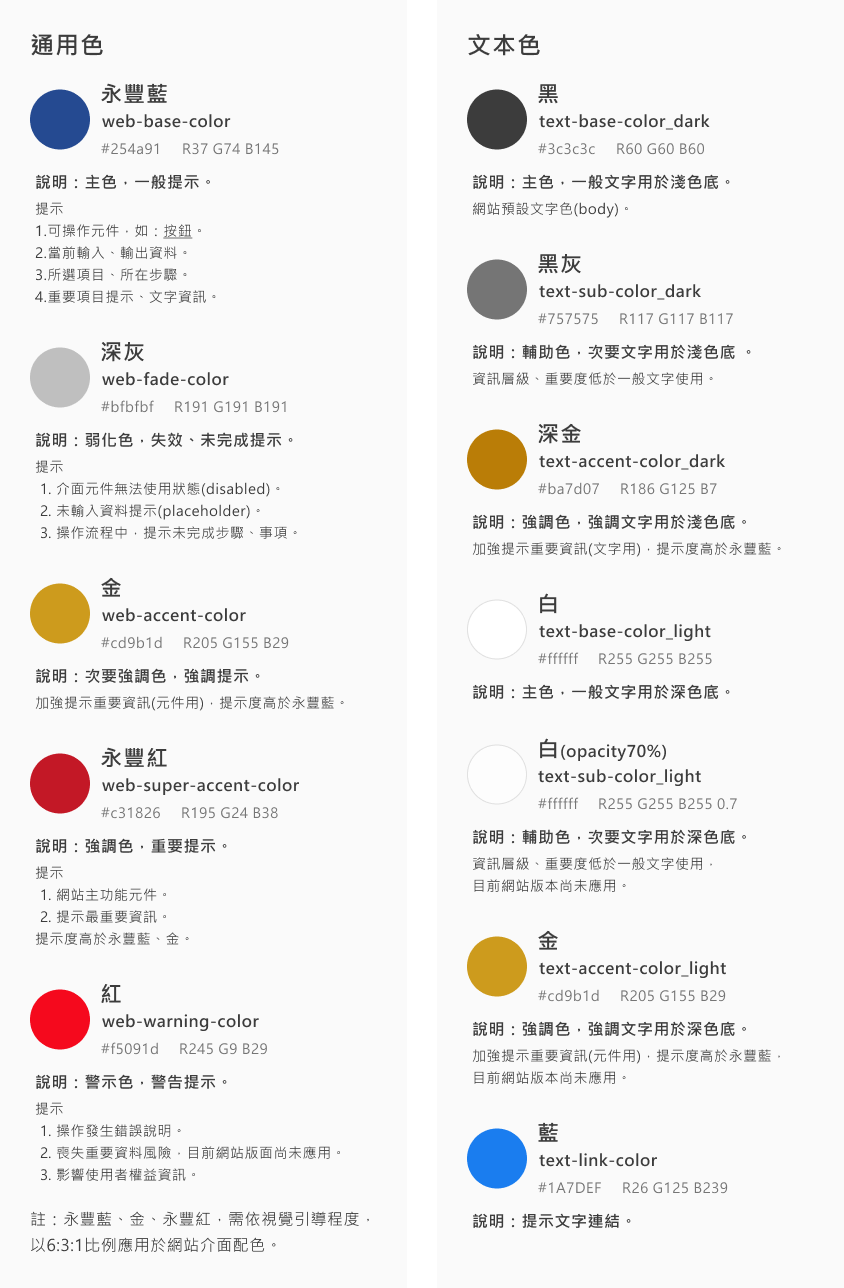 通用色
永豐藍
web-base-color
#254a91 R37 G74 B145
說明：主色，一般提示。
提示
1.可操作元件，如：按鈕。
2.當前輸入、輸出資料。
3.所選項目、所在步驟。
4.重要項目提示、文字資訊。
深灰
web-fade-color
#bfbfbf R191 G191 B191
說明：弱化色，失效、未完成提示。
提示
1. 介面元件無法使用狀態(disabled)。
2. 未輸入資料提示(placeholder)。
3. 操作流程中，提示未完成步驟、事項。
金
web-accent-color
#cd9b1d R205 G155 B29
說明：次要強調色，強調提示。
加強提示重要資訊(元件用)，提示度高於永豐藍。
永豐紅
web-super-accent-color
#c31826 R195 G24 B38
說明：強調色，重要提示。
提示
1. 網站主功能元件。
2. 提示最重要資訊。
提示度高於永豐藍、金。
紅
web-warning-color
#f5091d R245 G9 B29
說明：警示色，警告提示。
提示
1. 操作發生錯誤說明。
2. 喪失重要資料風險，目前網站版面尚未應用。
3. 影響使用者權益資訊。
註：永豐藍、金、永豐紅，需依視覺引導程度，
以6:3:1比例應用於網站介面配色。
文本色
黑
text-base-color_dark
#3c3c3c R60 G60 B60
說明：主色，一般文字用於淺色底。
網站預設文字色(body)。
黑灰
text-sub-color_dark
#757575 R117 G117 B117
說明：輔助色，次要文字用於淺色底 。
資訊層級、重要度低於一般文字使用。
深金
text-accent-color_dark
#ba7d07 R186 G125 B7
說明：強調色，強調文字用於淺色底。
加強提示重要資訊(文字用)，提示度高於永豐藍。
白
text-base-color_light
#ffffff R255 G255 B255
說明：主色，一般文字用於深色底。
白(opacity70%)
text-sub-color_light
#ffffff R255 G255 B255 0.7
說明：輔助色，次要文字用於深色底。
資訊層級、重要度低於一般文字使用，
目前網站版本尚未應用。
金
text-accent-color_light
#cd9b1d R205 G155 B29
說明：強調色，強調文字用於深色底。
加強提示重要資訊(元件用)，提示度高於永豐藍，
目前網站版本尚未應用。
藍
text-link-color
#1A7DEF R26 G125 B239
說明：提示文字連結。